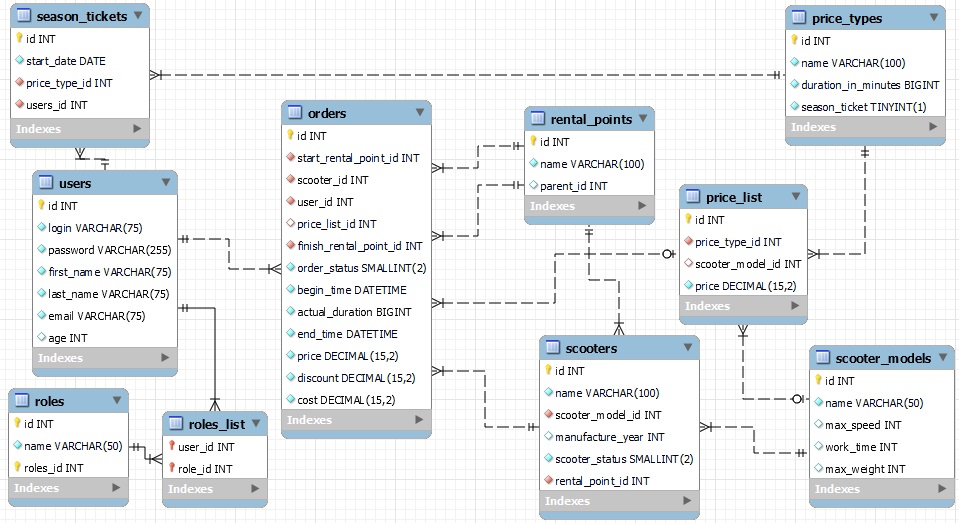 season_tickets
id INT
start_date DATE
price_type_id INT
users_id INT
Indexes
price_types
id INT
name VARCHAR(100)
duration_in_minutes BIGINT
season_ticket TINYINT(1)
Indexes
orders
id INT
start_rental_point_id INT
scooter_id INT
user_id INT
price_list_id INT
finish_rental_point_id INT
order_status SMALLINT(2)
begin_time DATETIME
actual_duration BIGINT
end_time DATETIME
price DECIMAL(15,2)
discount DECIMAL(15,2)
cost DECIMAL(15,2)
Indexes
rental_points
id INT
name VARCHAR(100)
parent_id INT
Indexes
users
id INT
login VARCHAR(75)
password VARCHAR(255)
first_name VARCHAR(75)
last_name VARCHAR(75)
email VARCHAR(75)
age INT
Indexes
price_list
id INT
price_type_id INT
scooter_model_id INT
price DECIMAL(15,2)
Indexes
scooters
id INT
name VARCHAR(100)
scooter_model_id INT
manufacture_year INT
scooter_status SMALLINT(2)
rental_point_id INT
Indexes
scooter_models
id INT
name VARCHAR(50)
max_speed INT
work_time INT
max_weight INT
Indexes
roles
id INT
name VARCHAR(50)
roles_id INT
Indexes
roles_list
user_id INT
role_id INT
Indexes